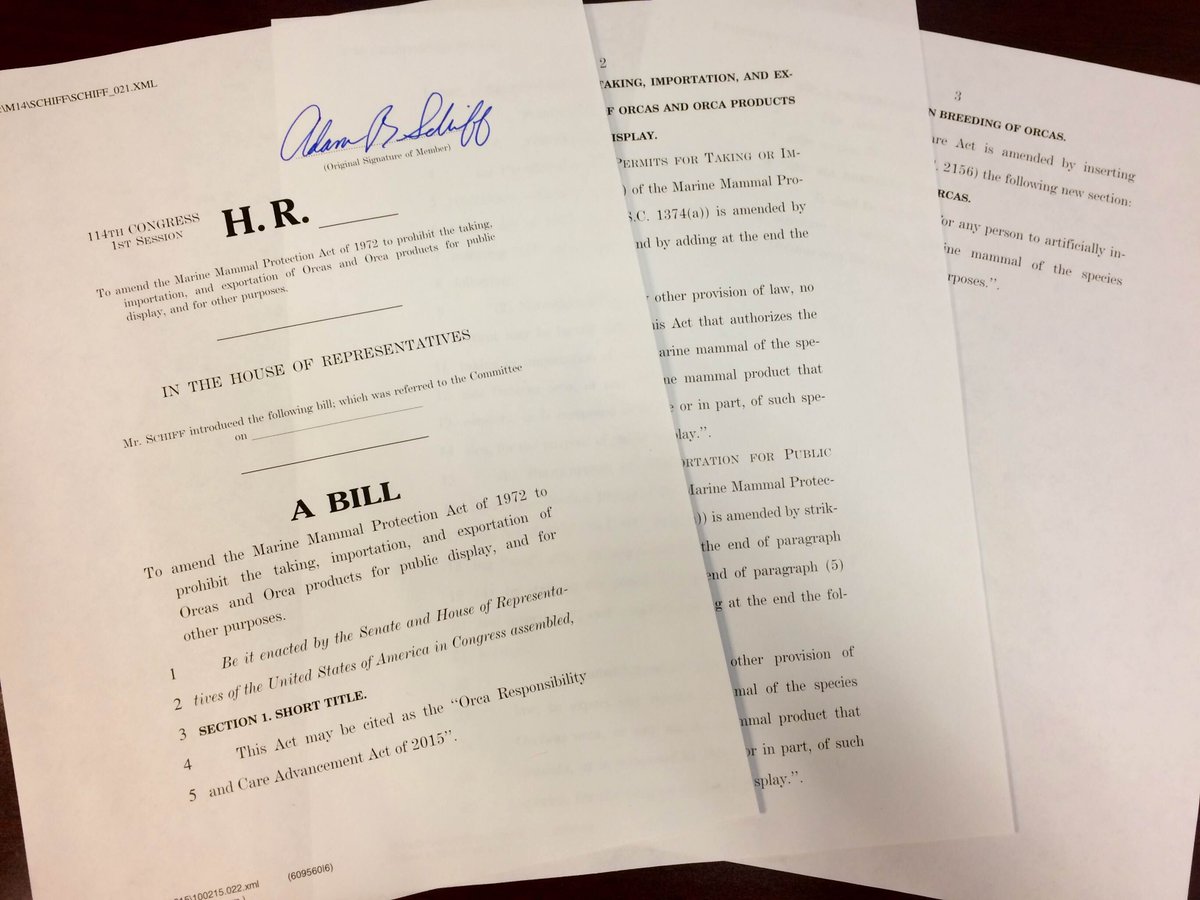 :\M14\SCHIFF\SCHIFF_021.XML
Adam B Schiff
(Original Signature of Member)
114TH CONGRESS
1ST SESSION
H. R.
To amend the Marine Mammal Protection Act of 1972 to prohibit the taking,
importation, and exportation of Orcas and Orca products for public
display, and for other purposes.
IN THE HOUSE OF REPRESENTATIVES
Mr. SCHIFF introduced the following bill; which was referred to the Committee
on
A BILL
To amend the Marine Mammal Protection Act of 1972 to
prohibit the taking, importation, and exportation of
Orcas and Orca products for public display, and for
other purposes.
1 Be it enacted by the Senate and House of Representa-
2 tives of the United States of America in Congress assembled,
3 SECTION 1. SHORT TITLE.
4 This Act may be cited as the “Orca Responsibility
5 and Care Advancement Act of 2015”.
15\100215.022.xml (609560|6)
2
TAKING, IMPORTATION, AND EX-
F ORCAS AND ORCA PRODUCTS
ISPLAY.
PERMITS FOR TAKING OR IM-
) of the Marine Mammal Pro-
S.C. 1374(a)) is amended by
nd by adding at the end the
other provision of law, no
his Act that authorizes the
arine mammal of the spe-
ne mammal product that
e or in part, of such spe-
lay.”.
ORTATION FOR PUBLIC
Marine Mammal Protec-
)) is amended by strik-
the end of paragraph
end of paragraph (5)
g at the end the fol-
other provision of
mal of the species
mmal product that
or in part, of such
splay.”.
3
N BREEDING OF ORCAS.
are Act is amended by inserting
. 2156) the following new section:
RCAS.
for any person to artificially in-
ine mammal of the species
rposes.”.